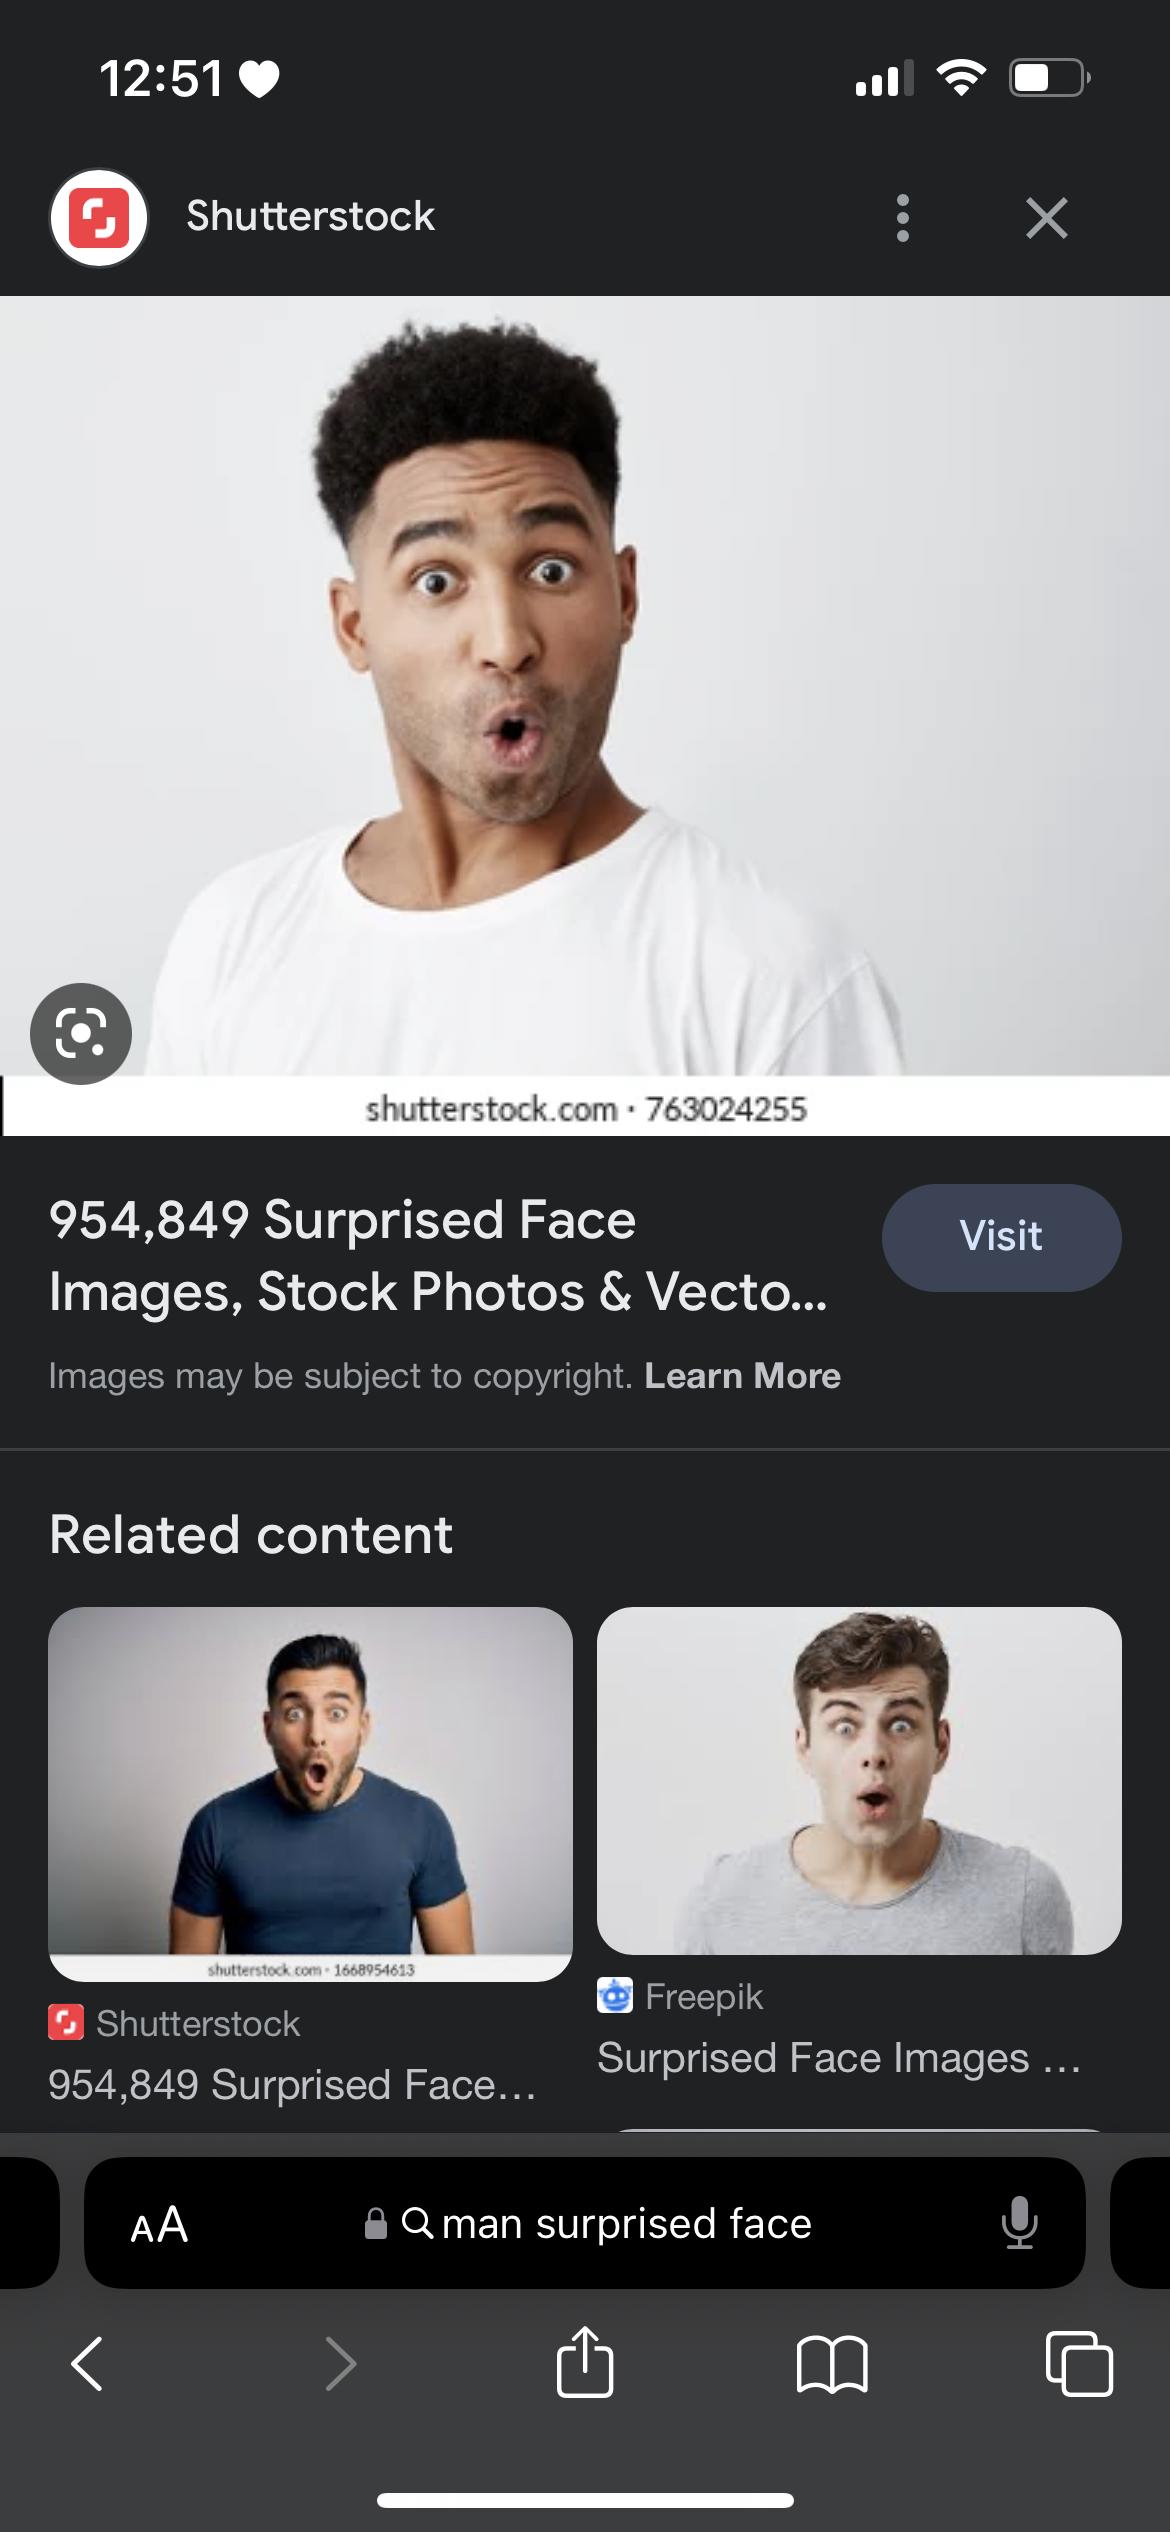 12:51
Shutterstock
shutterstock.com · 763024255
954,849 Surprised Face
Images, Stock Photos & Vecto...
Visit
Images may be subject to copyright. Learn More
Related content
shutterstock.com · 1668954613
Shutterstock
954,849 Surprised Face...
Freepik
Surprised Face Images ...
AA
man surprised face